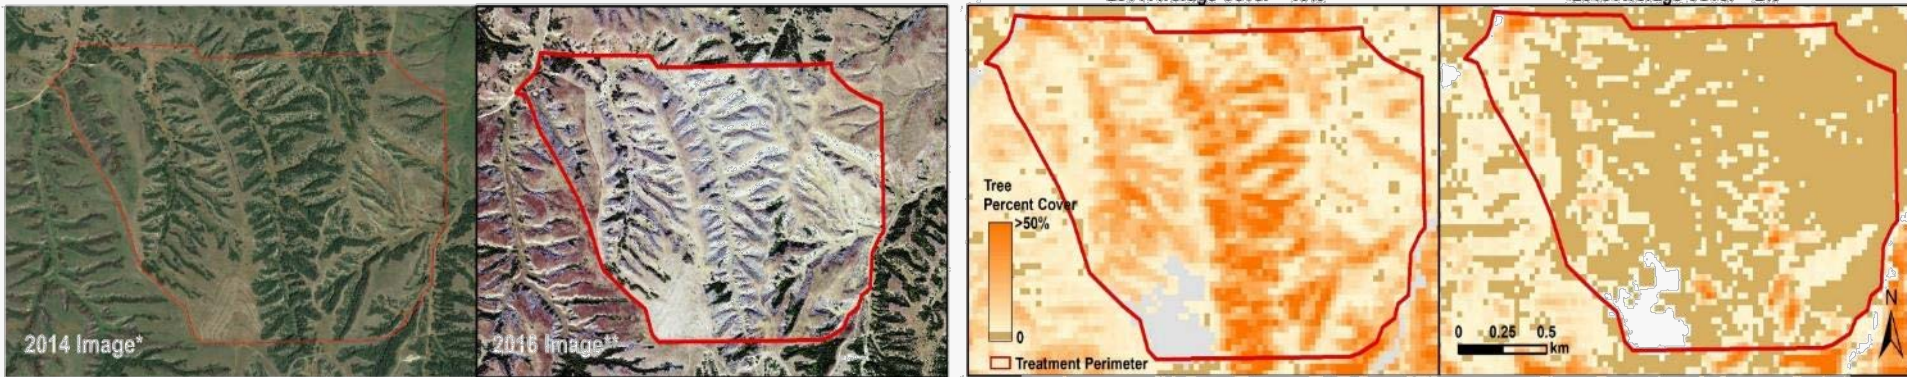 2014 Image*
2016 Image**
Tree
Percent Cover
>50%
0
Treatment Perimeter
0 0.25 0.5
km
N